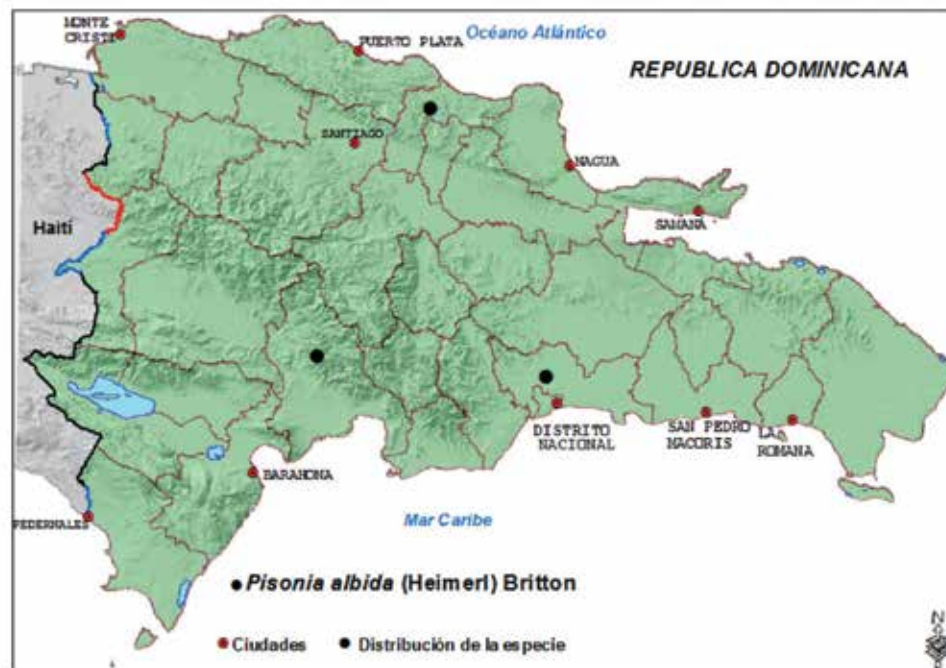 MONTE
CRISTI
PUERTO PLATA
Océano Atlántico
REPUBLICA DOMINICANA
SANTIAGO
NAGUA
SAMANÁ
Haití
DISTRITO
NACIONAL
SAN PEDRO
MACORIS
LA
ROMANA
BARAHONA
PEDERNALES
Mar Caribe
Pisonia albida (Heimerl) Britton
Ciudades
Distribución de la especie